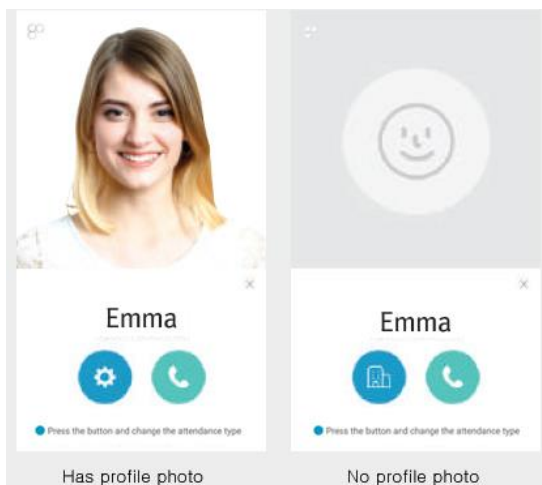 Emma
Emma
Press the button and change the attendance type
Press the button and change the attendance type
Has profile photo
No profile photo